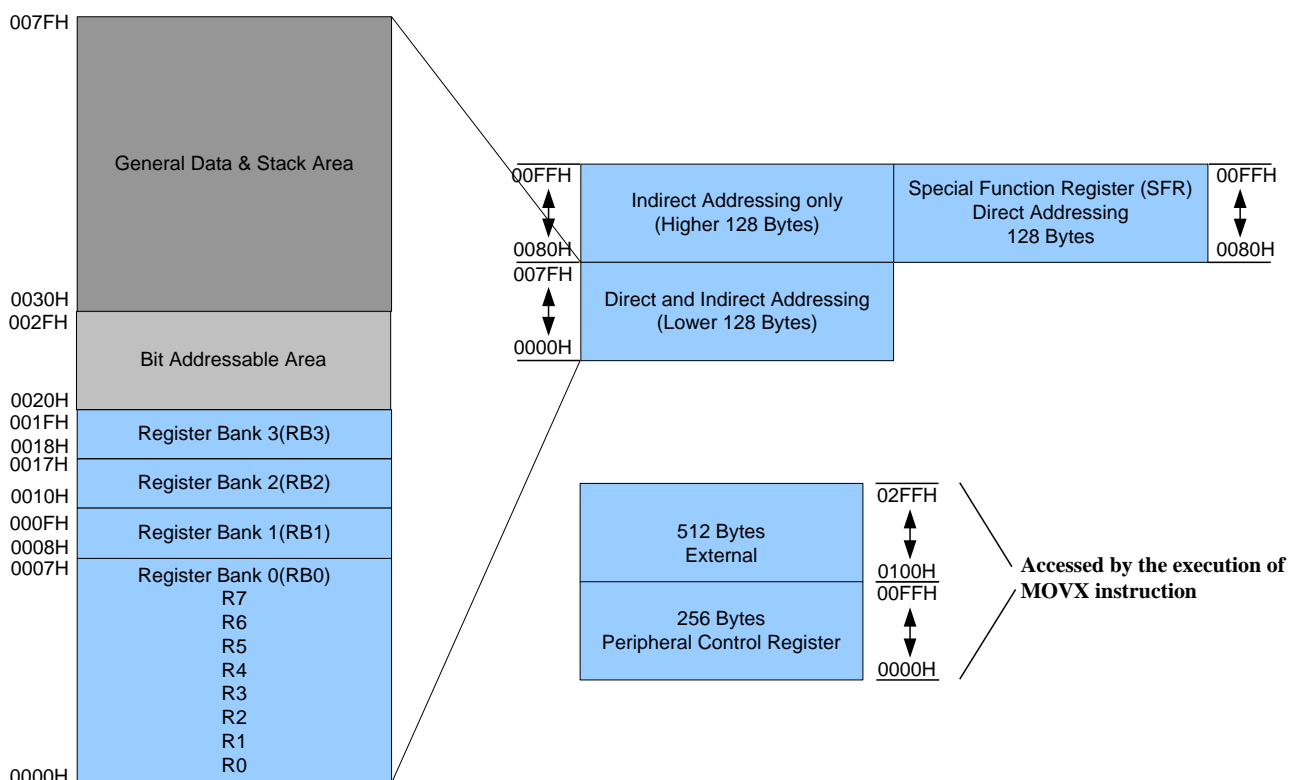 007FH
General Data & Stack Area
0030H
002FH
Bit Addressable Area
0020H
001FH
Register Bank 3(RB3)
0018H
0017H
Register Bank 2(RB2)
0010H
000FH
Register Bank 1(RB1)
0008H
0007H
Register Bank 0(RB0)
R7
R6
R5
R4
R3
R2
R1
R0
0000H
00FFH
0080H
Indirect Addressing only
(Higher 128 Bytes)
Special Function Register (SFR)
Direct Addressing
128 Bytes
00FFH
0080H
007FH
0000H
Direct and Indirect Addressing
(Lower 128 Bytes)
512 Bytes
External
02FFH
0100H
256 Bytes
Peripheral Control Register
00FFH
0000H
Accessed by the execution of
MOVX instruction